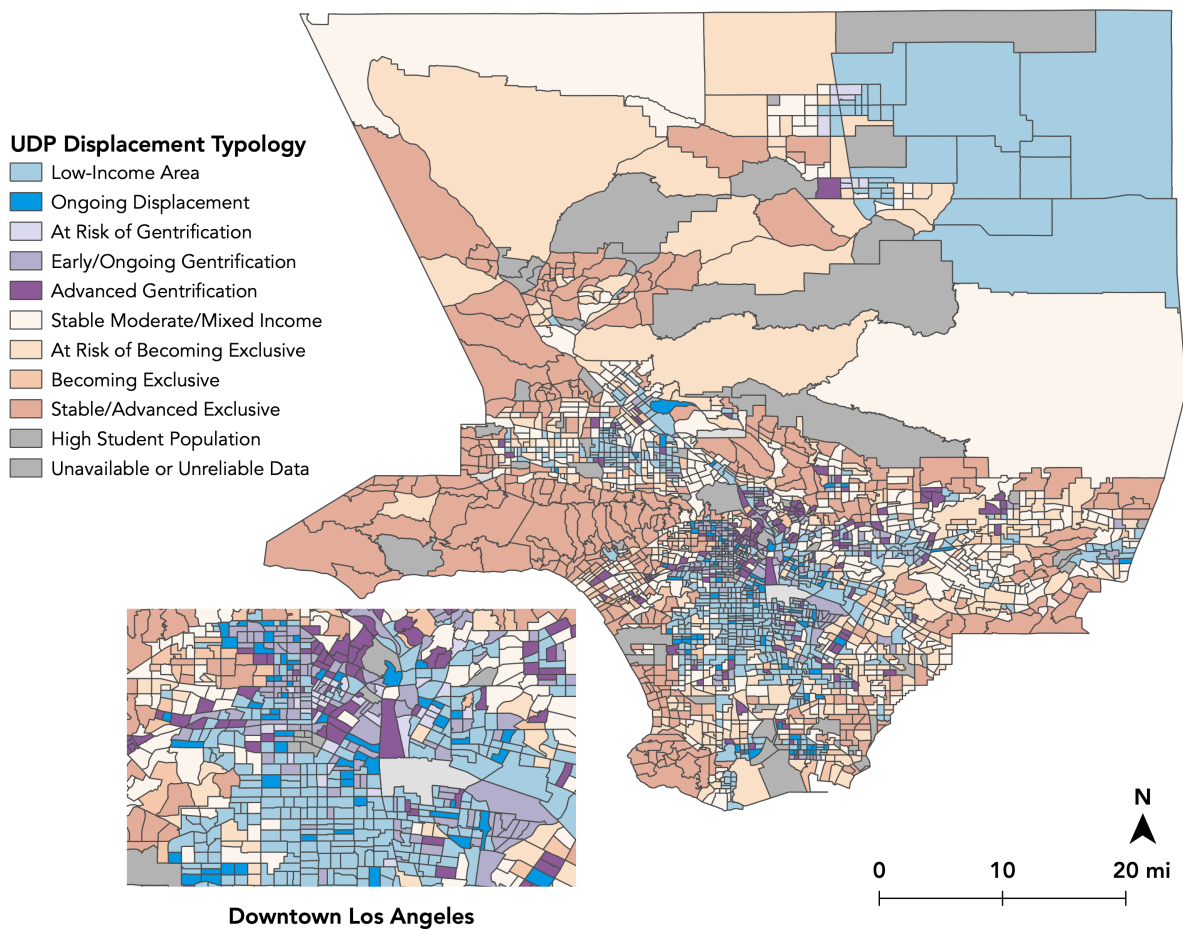 UDP Displacement Typology
Low-Income Area
Ongoing Displacement
At Risk of Gentrification
Early/Ongoing Gentrification
Advanced Gentrification
Stable Moderate/Mixed Income
At Risk of Becoming Exclusive
Becoming Exclusive
Stable/Advanced Exclusive
High Student Population
Unavailable or Unreliable Data
Downtown Los Angeles
N
0 10 20 mi